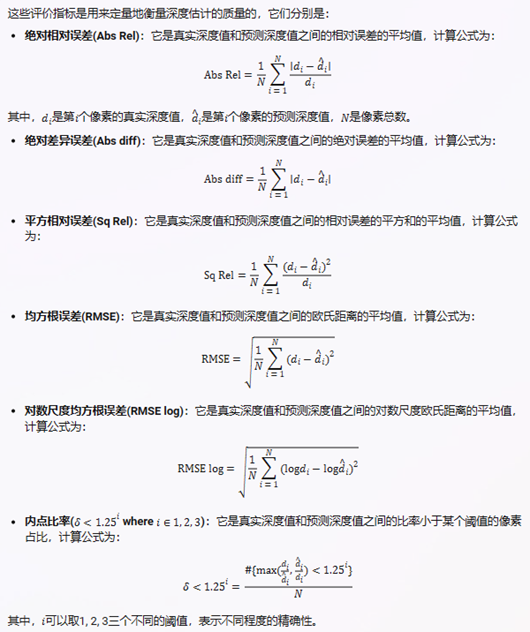 这些评价指标是用来定量地衡量深度估计的质量的，它们分别是：
• 绝对相对误差(Abs Rel)：它是真实深度值和预测深度值之间的相对误差的平均值，计算公式为：
Abs Rel = \frac{1}{N} \sum_{i=1}^{N} \frac{|d_i - \hat{d}_i|}{d_i}
其中，d_i是第i个像素的真实深度值，\hat{d}_i是第i个像素的预测深度值，N是像素总数。
• 绝对差异误差(Abs diff)：它是真实深度值和预测深度值之间的绝对误差的平均值，计算公式为：
Abs diff = \frac{1}{N} \sum_{i=1}^{N} |d_i - \hat{d}_i|
• 平方相对误差(Sq Rel)：它是真实深度值和预测深度值之间的相对误差的平方和的平均值，计算公式
为：
Sq Rel = \frac{1}{N} \sum_{i=1}^{N} \frac{(d_i - \hat{d}_i)^2}{d_i}
• 均方根误差(RMSE)：它是真实深度值和预测深度值之间的欧氏距离的平均值，计算公式为：
RMSE = \sqrt{\frac{1}{N} \sum_{i=1}^{N} (d_i - \hat{d}_i)^2}
• 对数尺度均方根误差(RMSE log)：它是真实深度值和预测深度值之间的对数尺度欧氏距离的平均值，
计算公式为：
RMSE log = \sqrt{\frac{1}{N} \sum_{i=1}^{N} (logd_i - log\hat{d}_i)^2}
• 内点比率(δ < 1.25^i where i ∈ 1, 2, 3)：它是真实深度值和预测深度值之间的比率小于某个阈值的像素
占比，计算公式为：
δ < 1.25^i = \frac{\#\{max(\frac{d_i}{\hat{d}_i}, \frac{\hat{d}_i}{d_i}) < 1.25^i\}}{N}
其中，i可以取1, 2, 3三个不同的阈值，表示不同程度的精确性。